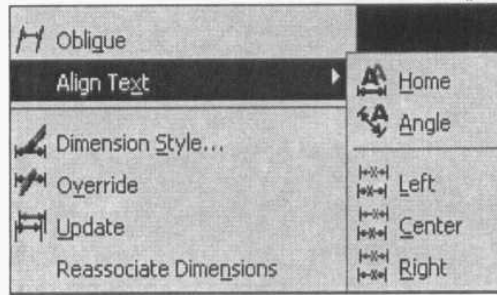 Oblique
Align Text
Dimension Style...
Override
Update
Reassociate Dimensions
Home
Angle
Left
Center
Right